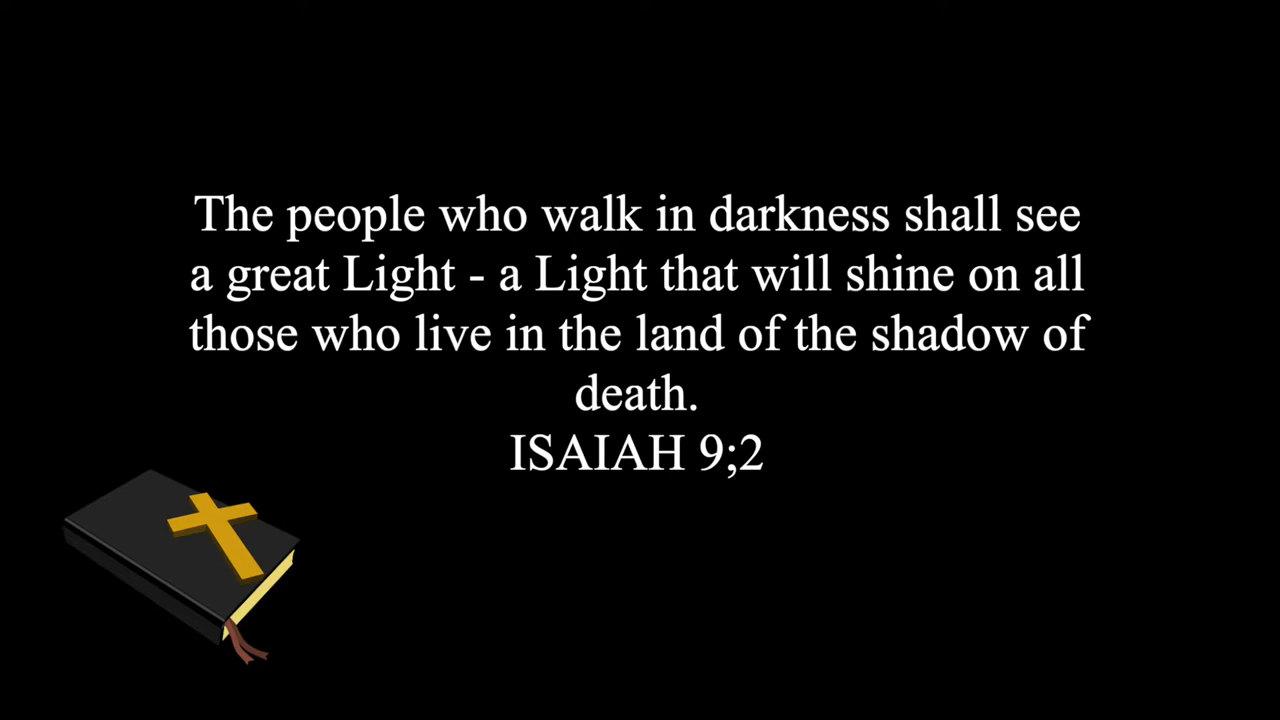 The people who walk in darkness shall see
a great Light - a Light that will shine on all
those who live in the land of the shadow of
death.
ISAIAH 9;2